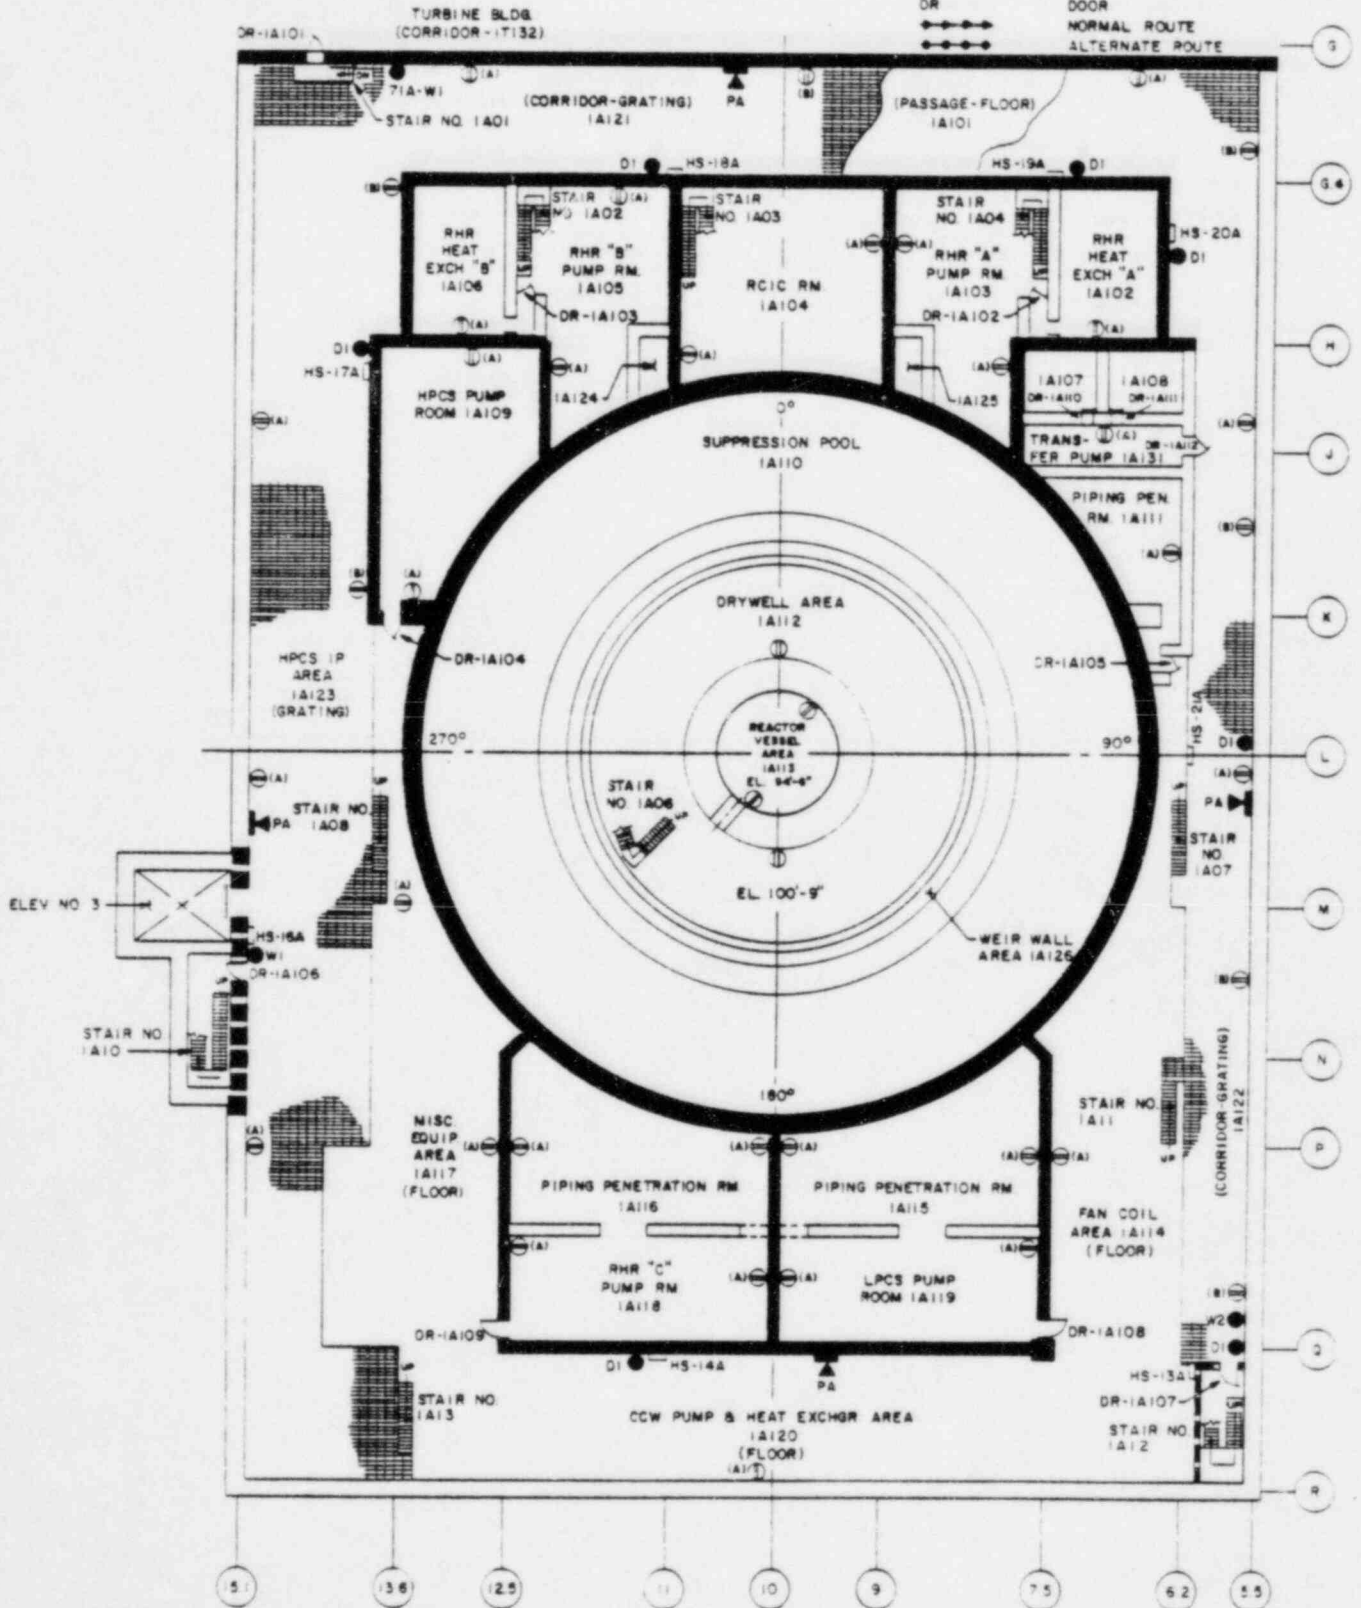 DR
DOOR
NORMAL ROUTE
ALTERNATE ROUTE
TURBINE BLDG.
(CORRIDOR-1T132)
DR-1A101
G
71A-W1
(A)
STAIR NO. 1A01
(CORRIDOR-GRATING)
1A121
PA
(B)
(PASSAGE-FLOOR)
1A101
(A)
(B)
D1
HS-18A
HS-19A
D1
G.4
(B)
STAIR
NO. 1A02
(A)
STAIR
NO. 1A03
STAIR
NO. 1A04
HS-20A
D1
RHR
HEAT
EXCH "B"
1A106
RHR "B"
PUMP RM.
1A105
UP
RCIC RM
1A104
(A)
(A)
RHR "A"
PUMP RM.
1A103
RHR
HEAT
EXCH "A"
1A102
DR-1A103
DR-1A102
(A)
(A)
H
D1
HS-17A
(A)
(A)
(A)
(A)
HPCS PUMP
ROOM 1A109
1A124
1A125
1A107
1A108
DR-1A110
DR-1A111
(A)
(A)
0°
SUPPRESSION POOL
1A110
TRANS-
FER PUMP 1A131
(A)
DR-1A112
J
PIPING PEN.
RM. 1A111
(B)
(A)
(B)
(A)
DRYWELL AREA
1A112
K
HPCS IP
AREA
1A123
(GRATING)
DR-1A104
DR-1A105
HS-21A
270°
REACTOR
VESSEL
AREA
1A113
EL. 94'-6"
90°
D1
L
(A)
(A)
UP
STAIR NO.
1A08
PA
STAIR
NO. 1A06
UP
PA
STAIR
NO.
1A07
ELEV NO 3
(A)
EL. 100'-9"
M
HS-16A
W1
DR-1A106
WEIR WALL
AREA 1A126
(B)
STAIR NO.
1A10
N
180°
(A)
MISC.
EQUIP
AREA
1A117
(FLOOR)
(A)
(A)
(A)
(A)
(A)
(A)
STAIR NO.
1A11
UP
(CORRIDOR-GRATING)
1A122
P
PIPING PENETRATION RM
1A116
PIPING PENETRATION RM
1A115
FAN COIL
AREA 1A114
(FLOOR)
(A)
(A)
RHR "C"
PUMP RM
1A118
(A)
(A)
LPCS PUMP
ROOM 1A119
(B)
W2
DR-1A109
DR-1A108
D1
Q
D1
HS-14A
PA
HS-13A
UP
STAIR NO.
1A13
CCW PUMP & HEAT EXCHGR AREA
1A120
(FLOOR)
(A)
DR-1A107
STAIR NO.
1A12
R
15.1
13.6
12.5
11
10
9
7.5
6.2
5.5